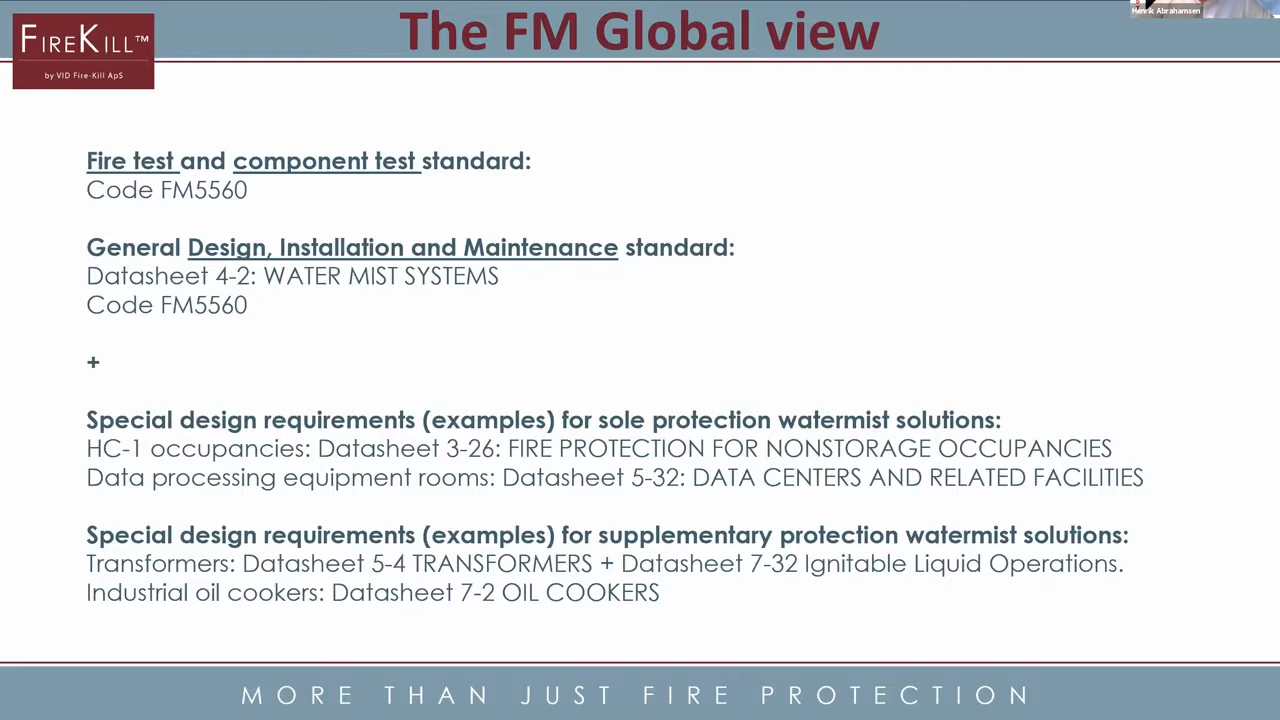 The FM Global view
Henrik Abrahamsen
FIREKILL™
by VID Fire-Kill ApS
Fire test and component test standard:
Code FM5560
General Design, Installation and Maintenance standard:
Datasheet 4-2: WATER MIST SYSTEMS
Code FM5560
+
Special design requirements (examples) for sole protection watermist solutions:
HC-1 occupancies: Datasheet 3-26: FIRE PROTECTION FOR NONSTORAGE OCCUPANCIES
Data processing equipment rooms: Datasheet 5-32: DATA CENTERS AND RELATED FACILITIES
Special design requirements (examples) for supplementary protection watermist solutions:
Transformers: Datasheet 5-4 TRANSFORMERS + Datasheet 7-32 Ignitable Liquid Operations.
Industrial oil cookers: Datasheet 7-2 OIL COOKERS
MORE THAN JUST FIRE PROTECTION